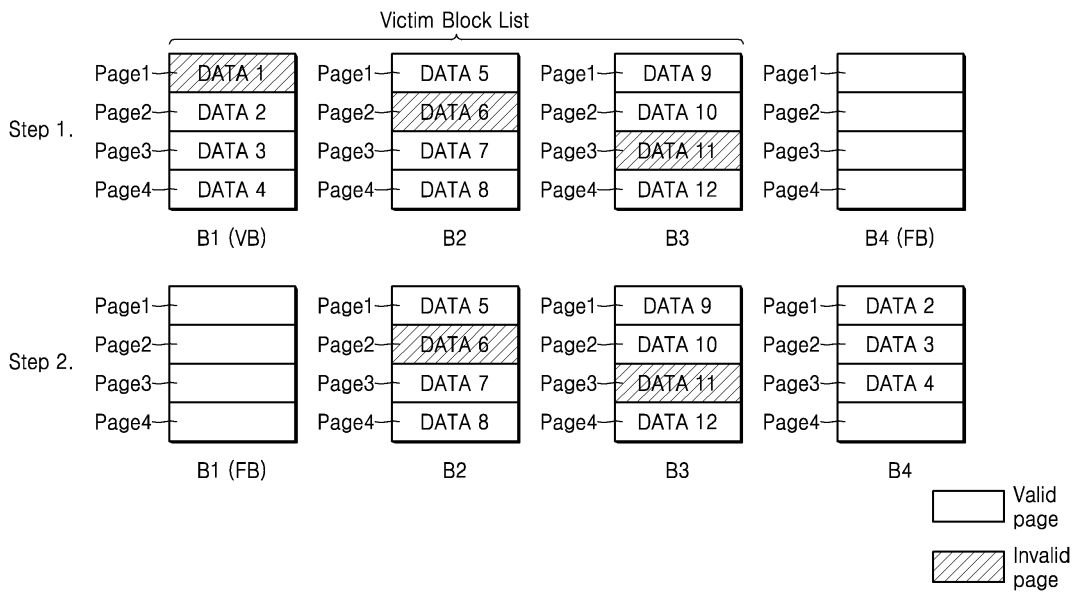 Victim Block List
Page1 DATA 1 Page1 DATA 5 Page1 DATA 9 Page1
Page2 DATA 2 Page2 DATA 6 Page2 DATA 10 Page2
Step 1.
Page3 DATA 3 Page3 DATA 7 Page3 DATA 11 Page3
Page4 DATA 4 Page4 DATA 8 Page4 DATA 12 Page4
B1 (VB) B2 B3 B4 (FB)
Page1 Page1 DATA 5 Page1 DATA 9 Page1 DATA 2
Page2 Page2 DATA 6 Page2 DATA 10 Page2 DATA 3
Step 2.
Page3 Page3 DATA 7 Page3 DATA 11 Page3 DATA 4
Page4 Page4 DATA 8 Page4 DATA 12 Page4
B1 (FB) B2 B3 B4
Valid
page
Invalid
page